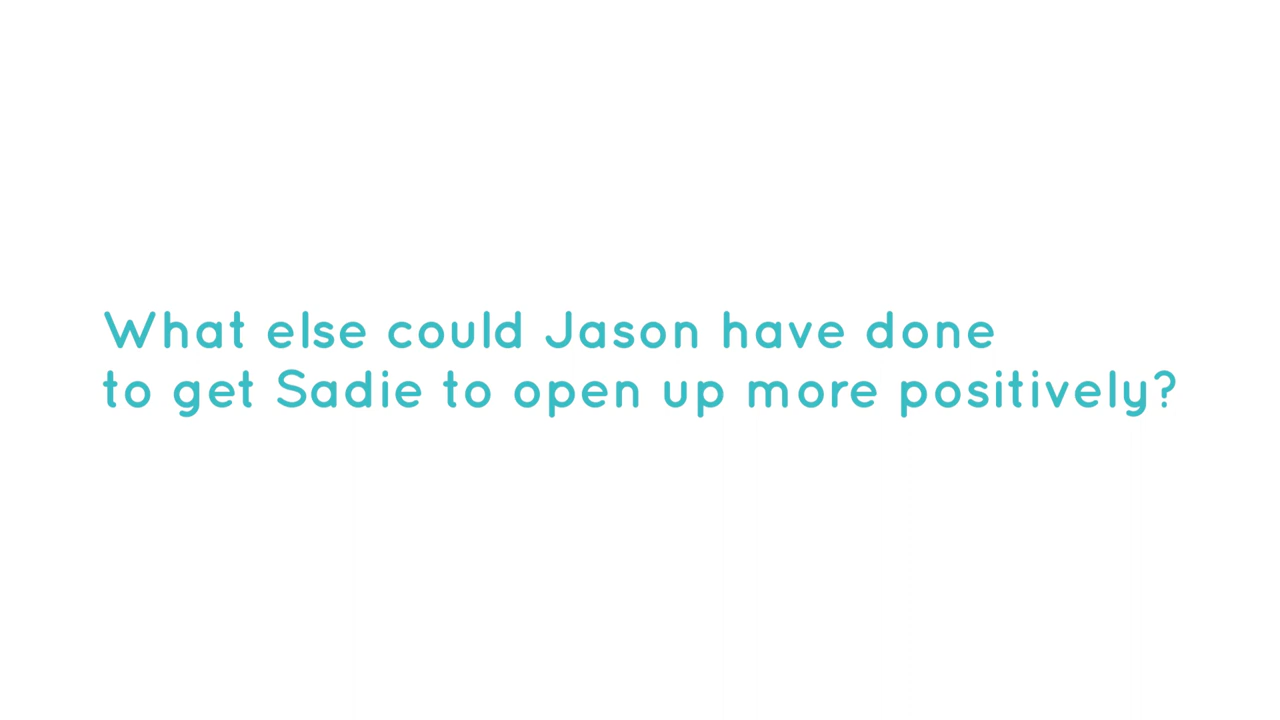 What else could Jason have done
to get Sadie to open up more positively?